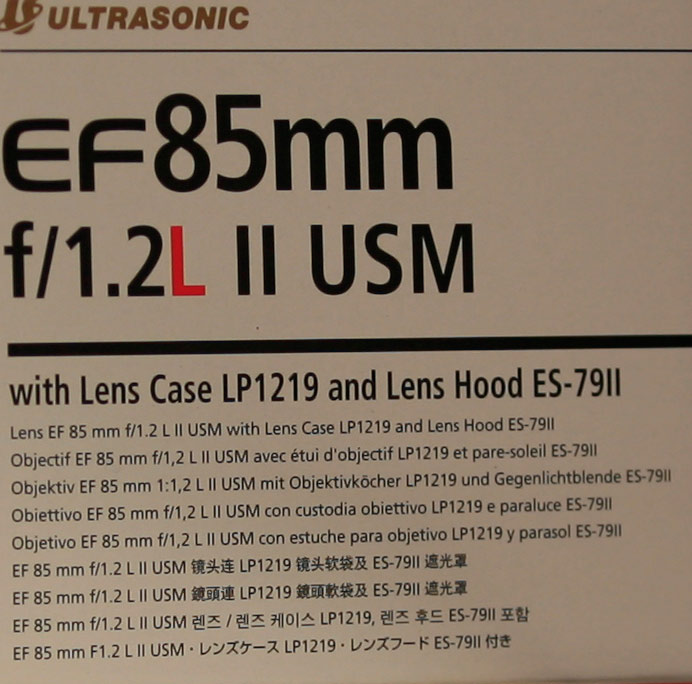 ULTRASONIC
EF85mm
f/1.2L II USM
with Lens Case LP1219 and Lens Hood ES-79II
Lens EF 85 mm f/1.2 L II USM with Lens Case LP1219 and Lens Hood ES-79II
Objectif EF 85 mm f/1,2 L II USM avec étui d'objectif LP1219 et pare-soleil ES-79II
Objektiv EF 85 mm 1:1,2 L II USM mit Objektivköcher LP1219 und Gegenlichtblende ES-79II
Obiettivo EF 85 mm f/1,2 L II USM con custodia obiettivo LP1219 e paraluce ES-79II
Objetivo EF 85 mm f/1,2 L II USM con estuche para objetivo LP1219 y parasol ES-79II
EF 85 mm f/1.2 L II USM 镜头连 LP1219 镜头软袋及 ES-79II 遮光罩
EF 85 mm f/1.2 L II USM 鏡頭連 LP1219 鏡頭軟袋及 ES-79II 遮光罩
EF 85 mm f/1.2 L II USM 렌즈 / 렌즈 케이스 LP1219, 렌즈 후드 ES-79II 포함
EF 85 mm F1.2 L II USM・レンズケース LP1219・レンズフード ES-79II 付き